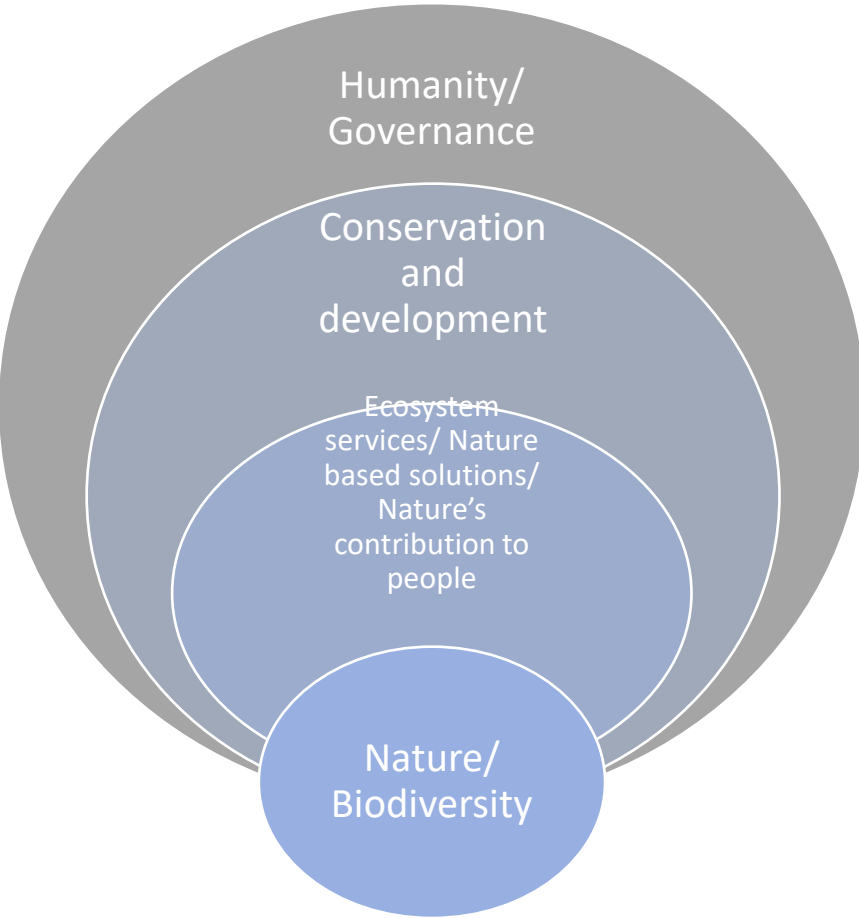 Humanity/
Governance
Conservation
and
development
Ecosystem
services/ Nature
based solutions/
Nature’s
contribution to
people
Nature/
Biodiversity